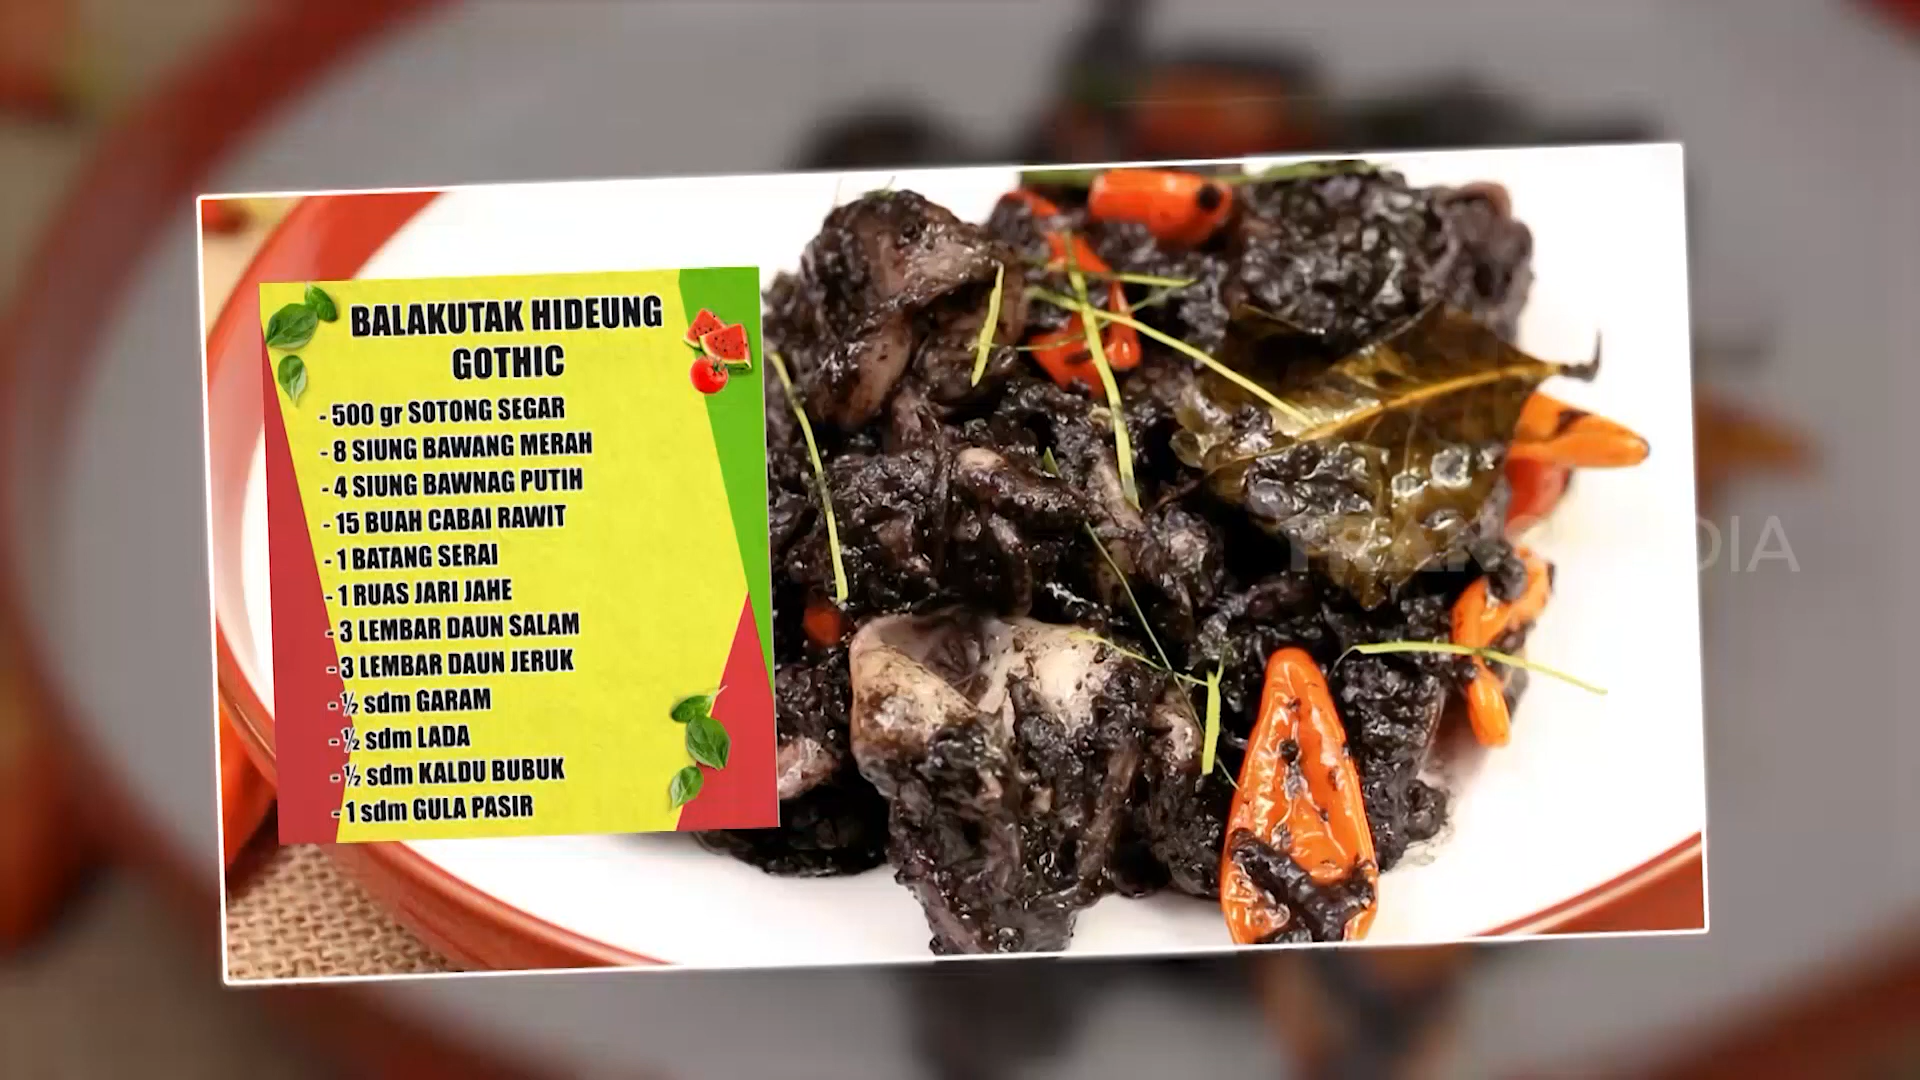 BALAKUTAK HIDEUNG
GOTHIC
- 500 gr SOTONG SEGAR
- 8 SIUNG BAWANG MERAH
- 4 SIUNG BAWNAG PUTIH
- 15 BUAH CABAI RAWIT
- 1 BATANG SERAI
- 1 RUAS JARI JAHE
- 3 LEMBAR DAUN SALAM
- 3 LEMBAR DAUN JERUK
- ½ sdm GARAM
- ½ sdm LADA
- ½ sdm KALDU BUBUK
- 1 sdm GULA PASIR